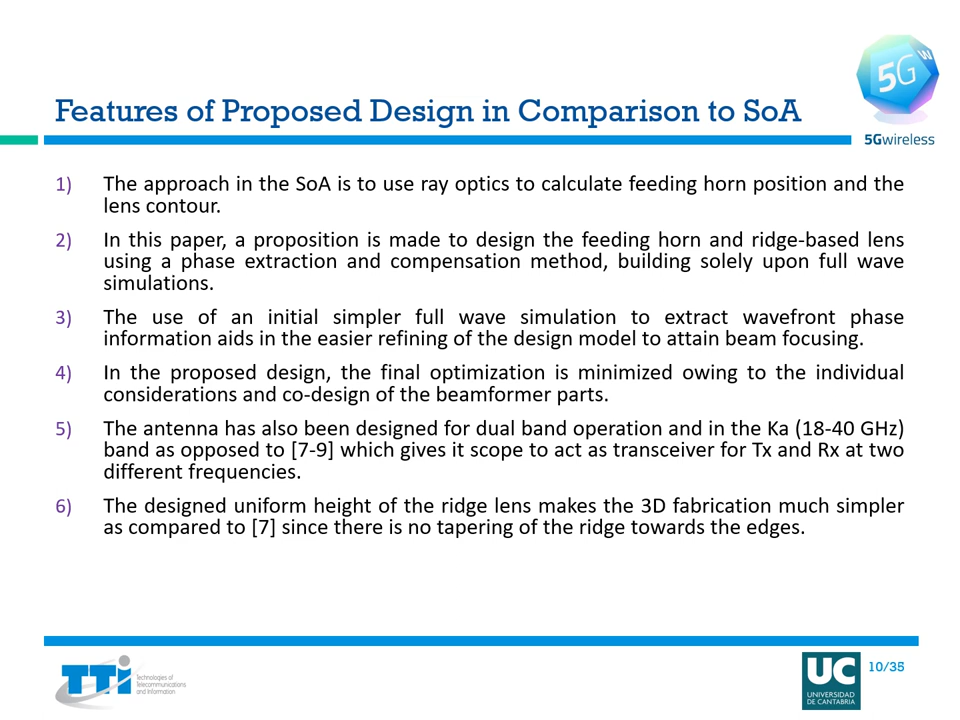 5G W
Features of Proposed Design in Comparison to SoA
5Gwireless
1) The approach in the SoA is to use ray optics to calculate feeding horn position and the
lens contour.
2) In this paper, a proposition is made to design the feeding horn and ridge-based lens
using a phase extraction and compensation method, building solely upon full wave
simulations.
3) The use of an initial simpler full wave simulation to extract wavefront phase
information aids in the easier refining of the design model to attain beam focusing.
4) In the proposed design, the final optimization is minimized owing to the individual
considerations and co-design of the beamformer parts.
5) The antenna has also been designed for dual band operation and in the Ka (18-40 GHz)
band as opposed to [7-9] which gives it scope to act as transceiver for Tx and Rx at two
different frequencies.
6) The designed uniform height of the ridge lens makes the 3D fabrication much simpler
as compared to [7] since there is no tapering of the ridge towards the edges.
TTi
Technologies of
Telecommunications
and Information
UC
UNIVERSIDAD
DE CANTABRIA
10/35